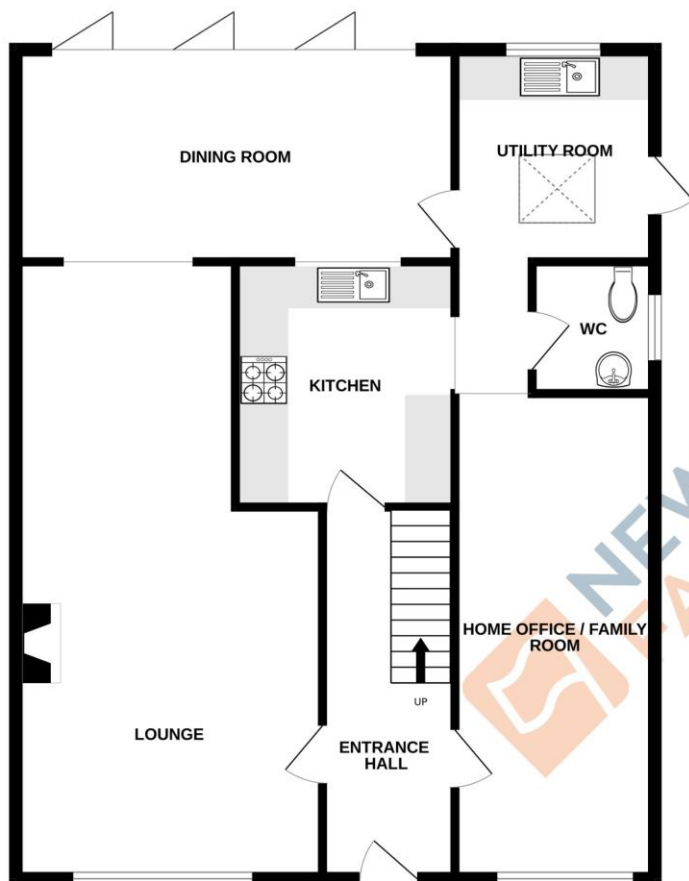 DINING ROOM
UTILITY ROOM
WC
KITCHEN
HOME OFFICE / FAMILY
ROOM
UP
LOUNGE
ENTRANCE
HALL